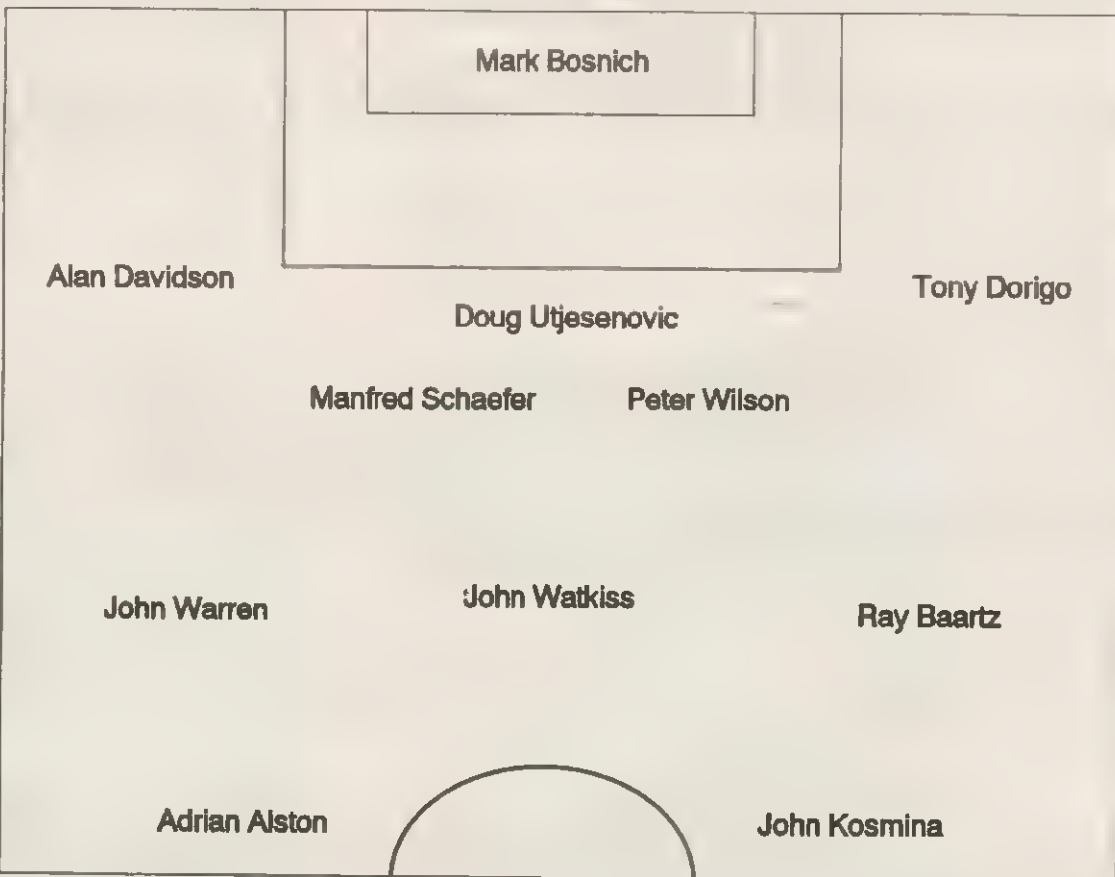 Mark Bosnich
Alan Davidson
Tony Dorigo
Doug Utjesenovic
Manfred Schaefer
Peter Wilson
John Warren
John Watkiss
Ray Baartz
Adrian Alston
John Kosmina